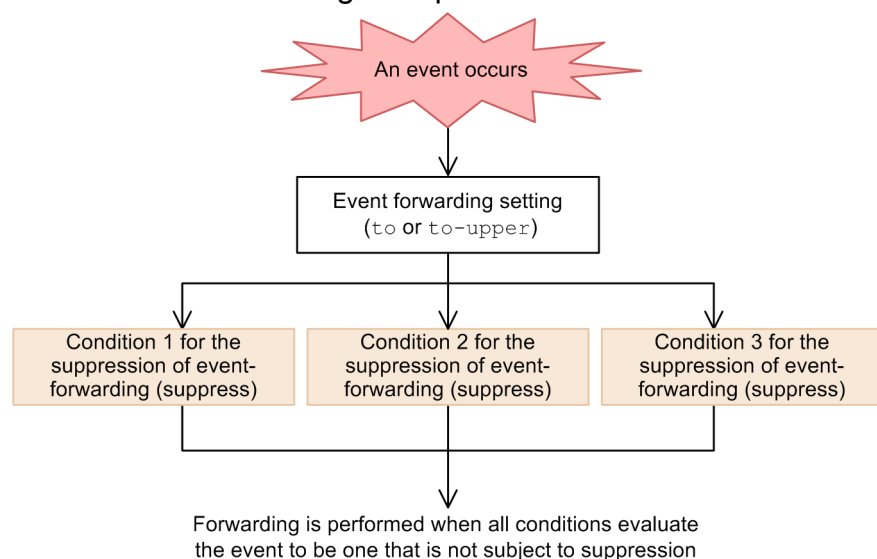 An event occurs
Event forwarding setting
(to or to-upper)
Condition 1 for the
suppression of event-
forwarding (suppress)
Condition 2 for the
suppression of event-
forwarding (suppress)
Condition 3 for the
suppression of event-
forwarding (suppress)
Forwarding is performed when all conditions evaluate
the event to be one that is not subject to suppression